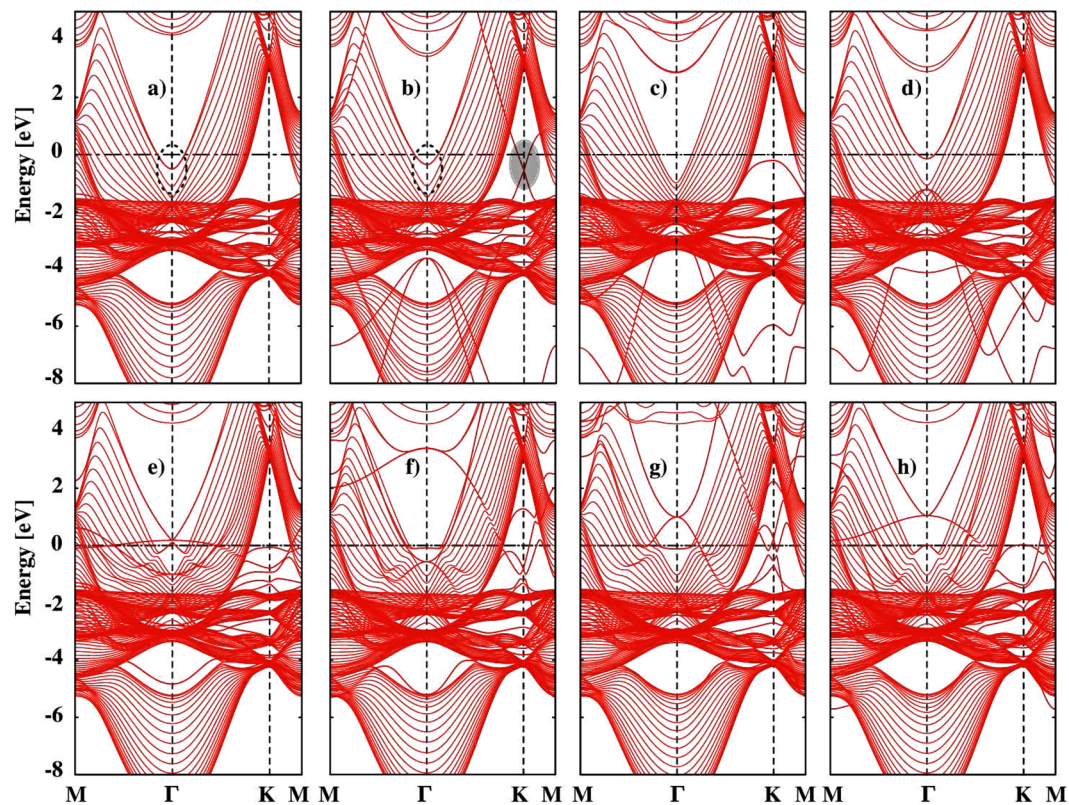 4
2
0
-2
-4
-6
-8
Energy [eV]
a)
b)
c)
d)
4
2
0
-2
-4
-6
-8
Energy [eV]
e)
f)
g)
h)
M Γ K M
M Γ K M
M Γ K M
M Γ K M